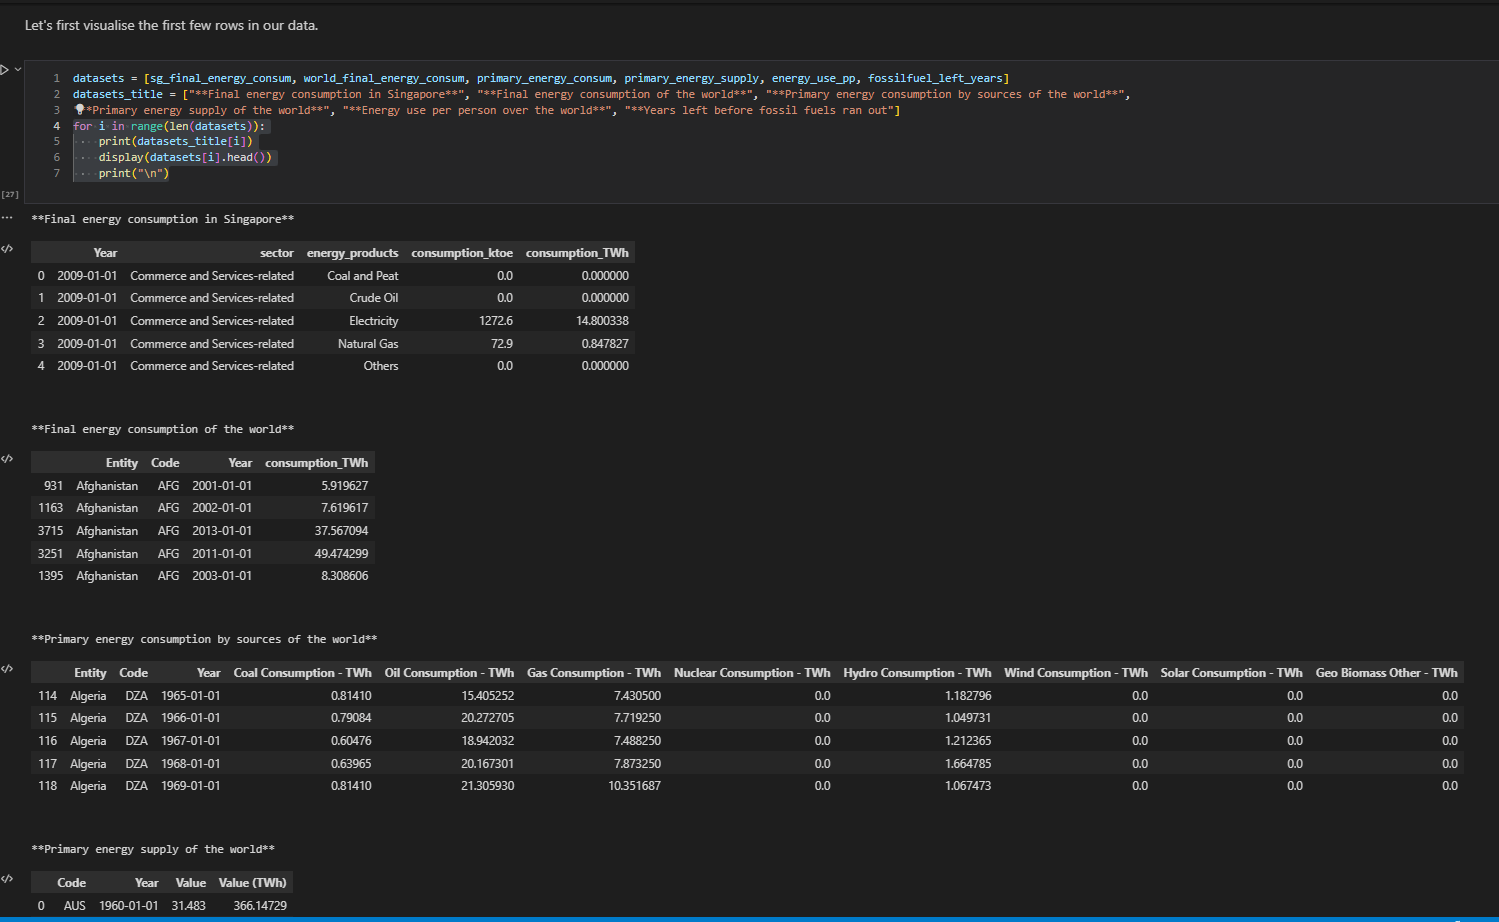 Let's first visualise the first few rows in our data.
1 datasets = [sg_final_energy_consum, world_final_energy_consum, primary_energy_consum, primary_energy_supply, energy_use_pp, fossilfuel_left_years]
2 datasets_title = ["**Final energy consumption in Singapore**", "**Final energy consumption of the world**", "**Primary energy consumption by sources of the world**",
3 **Primary energy supply of the world**", "**Energy use per person over the world**", "**Years left before fossil fuels ran out"]
4 for i in range(len(datasets)):
5 ····print(datasets_title[i])
6 ····display(datasets[i].head())
7 ····print("\n")
[27]
**Final energy consumption in Singapore**
Year sector energy_products consumption_ktoe consumption_TWh
0 2009-01-01 Commerce and Services-related Coal and Peat 0.0 0.000000
1 2009-01-01 Commerce and Services-related Crude Oil 0.0 0.000000
2 2009-01-01 Commerce and Services-related Electricity 1272.6 14.800338
3 2009-01-01 Commerce and Services-related Natural Gas 72.9 0.847827
4 2009-01-01 Commerce and Services-related Others 0.0 0.000000
**Final energy consumption of the world**
Entity Code Year consumption_TWh
931 Afghanistan AFG 2001-01-01 5.919627
1163 Afghanistan AFG 2002-01-01 7.619617
3715 Afghanistan AFG 2013-01-01 37.567094
3251 Afghanistan AFG 2011-01-01 49.474299
1395 Afghanistan AFG 2003-01-01 8.308606
**Primary energy consumption by sources of the world**
Entity Code Year Coal Consumption - TWh Oil Consumption - TWh Gas Consumption - TWh Nuclear Consumption - TWh Hydro Consumption - TWh Wind Consumption - TWh Solar Consumption - TWh Geo Biomass Other - TWh
114 Algeria DZA 1965-01-01 0.81410 15.405252 7.430500 0.0 1.182796 0.0 0.0 0.0
115 Algeria DZA 1966-01-01 0.79084 20.272705 7.719250 0.0 1.049731 0.0 0.0 0.0
116 Algeria DZA 1967-01-01 0.60476 18.942032 7.488250 0.0 1.212365 0.0 0.0 0.0
117 Algeria DZA 1968-01-01 0.63965 20.167301 7.873250 0.0 1.664785 0.0 0.0 0.0
118 Algeria DZA 1969-01-01 0.81410 21.305930 10.351687 0.0 1.067473 0.0 0.0 0.0
**Primary energy supply of the world**
Code Year Value Value (TWh)
0 AUS 1960-01-01 31.483 366.14729